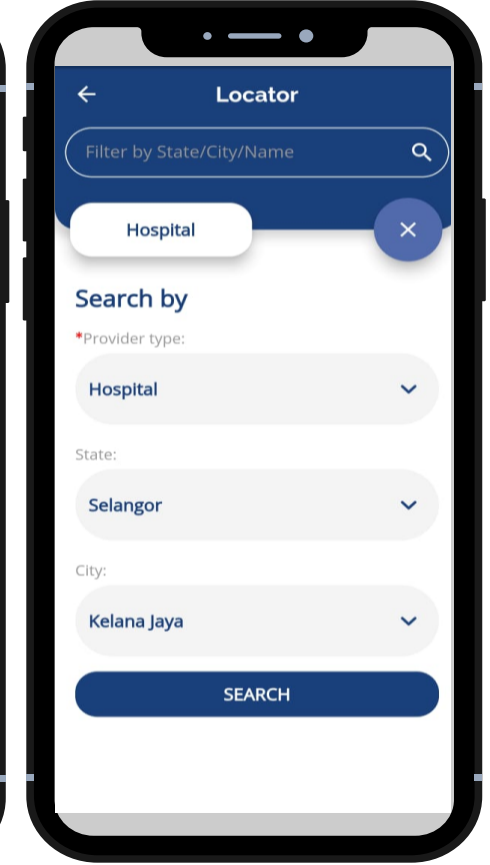 Locator
Filter by State/City/Name
Hospital
Search by
*Provider type:
Hospital
State:
Selangor
City:
Kelana Jaya
SEARCH